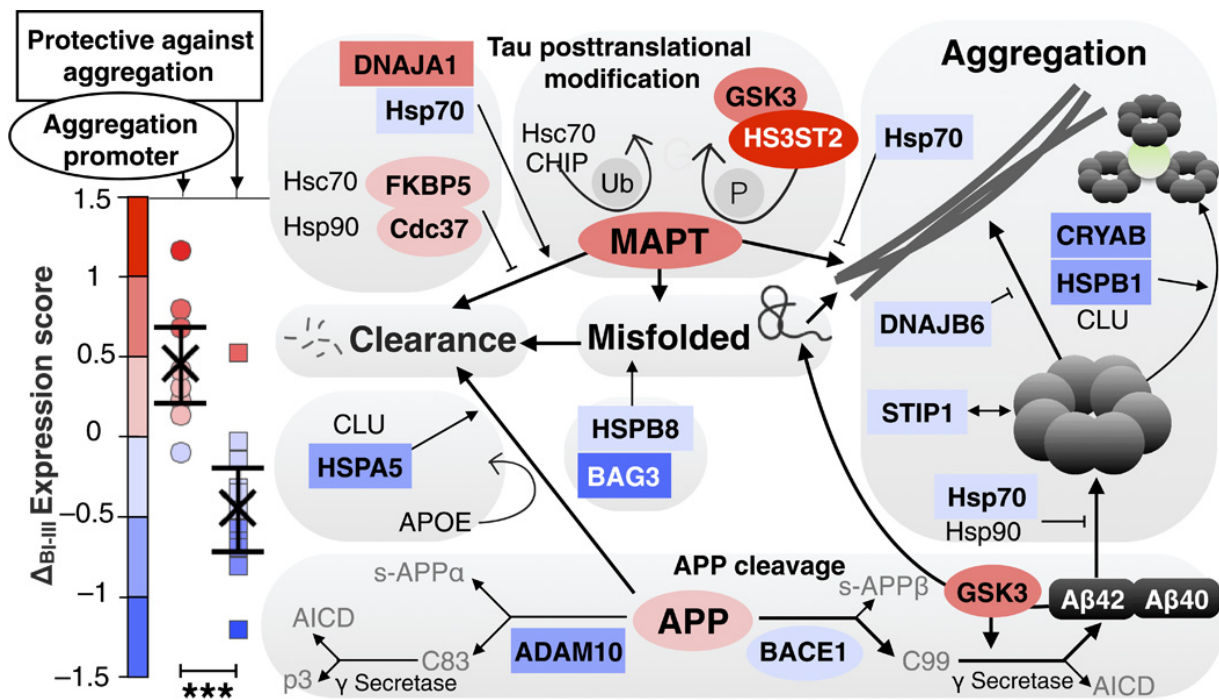 Protective against
aggregation
Aggregation
promoter
1.5
1
0.5
0
−0.5
−1
−1.5
ΔBI-III Expression score
***
DNAJA1
Hsp70
Hsc70
FKBP5
Hsp90
Cdc37
Tau posttranslational
modification
GSK3
HS3ST2
Hsc70
CHIP
Ub
P
MAPT
Hsp70
Aggregation
CRYAB
HSPB1
CLU
DNAJB6
STIP1
Hsp70
Hsp90
Clearance
Misfolded
CLU
HSPA5
APOE
HSPB8
BAG3
APP cleavage
s-APPα
s-APPβ
AICD
p3
C83
γ Secretase
ADAM10
APP
BACE1
C99
γ Secretase
GSK3
Aβ42
Aβ40
AICD